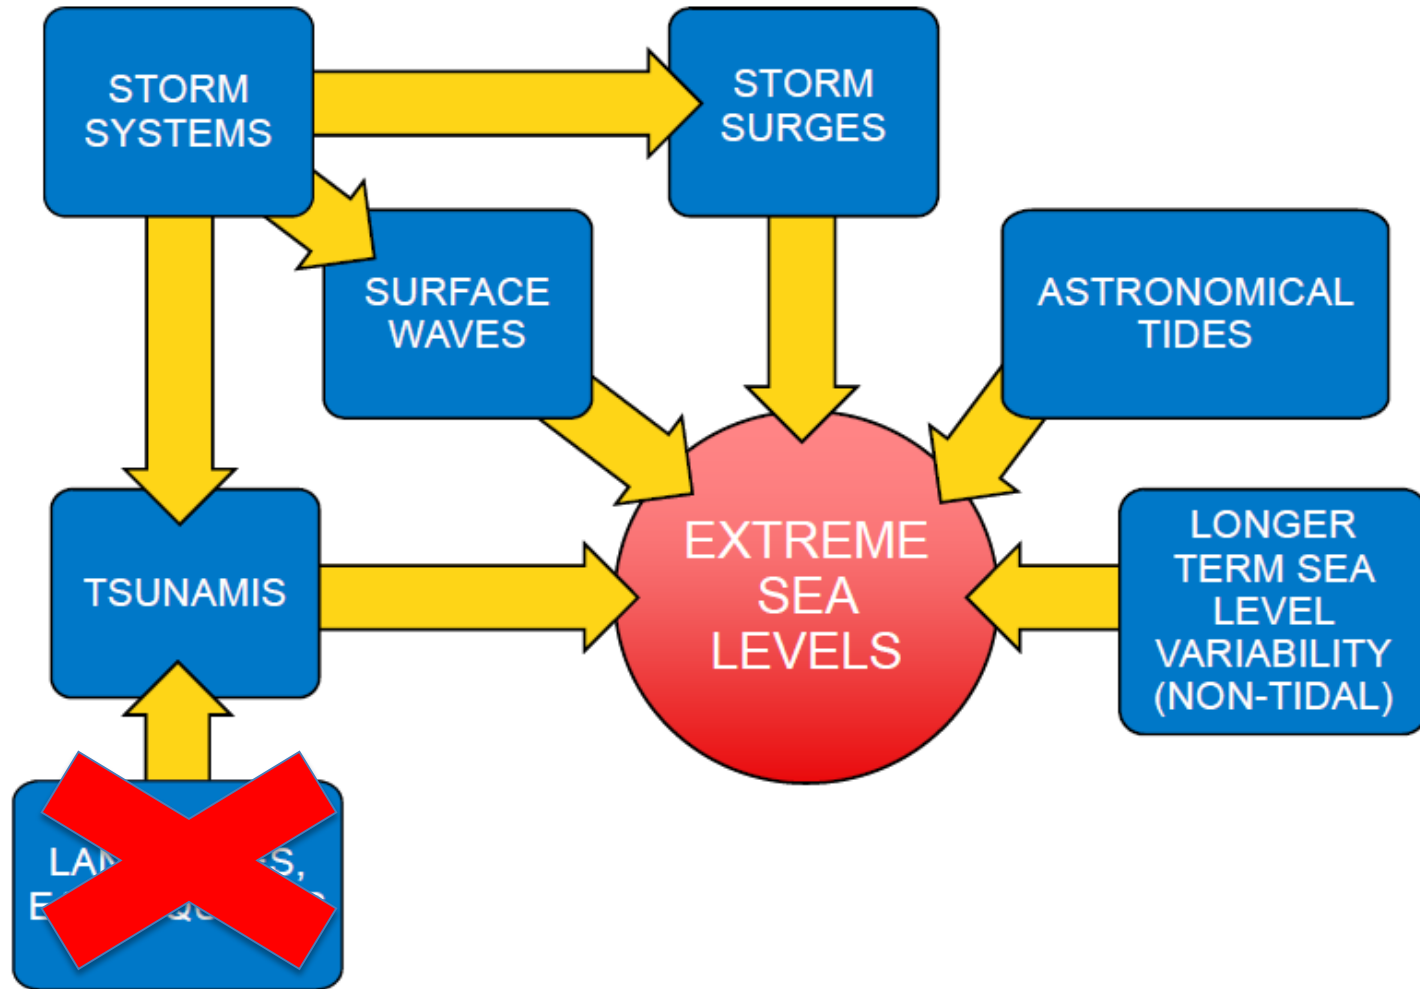 STORM
SYSTEMS
STORM
SURGES
SURFACE
WAVES
ASTRONOMICAL
TIDES
TSUNAMIS
EXTREME
SEA
LEVELS
LONGER
TERM SEA
LEVEL
VARIABILITY
(NON-TIDAL)